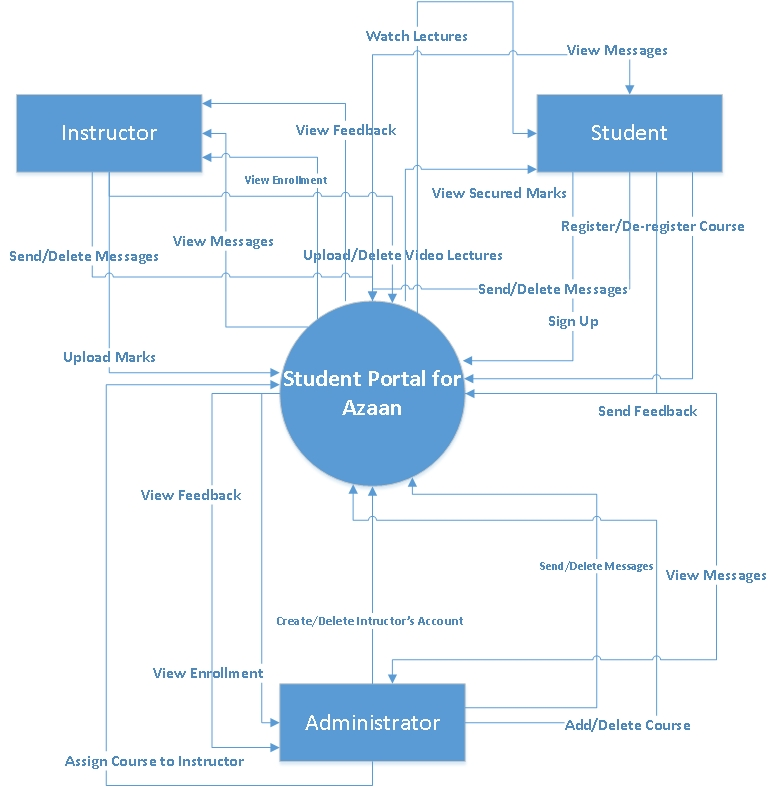 Watch Lectures
View Messages
Instructor
Student
View Feedback
View Enrollment
View Secured Marks
Register/De-register Course
View Messages
Send/Delete Messages
Upload/Delete Video Lectures
Send/Delete Messages
Sign Up
Upload Marks
Student Portal for
Azaan
Send Feedback
View Feedback
Send/Delete Messages
View Messages
Create/Delete Intructor's Account
View Enrollment
Administrator
Add/Delete Course
Assign Course to Instructor